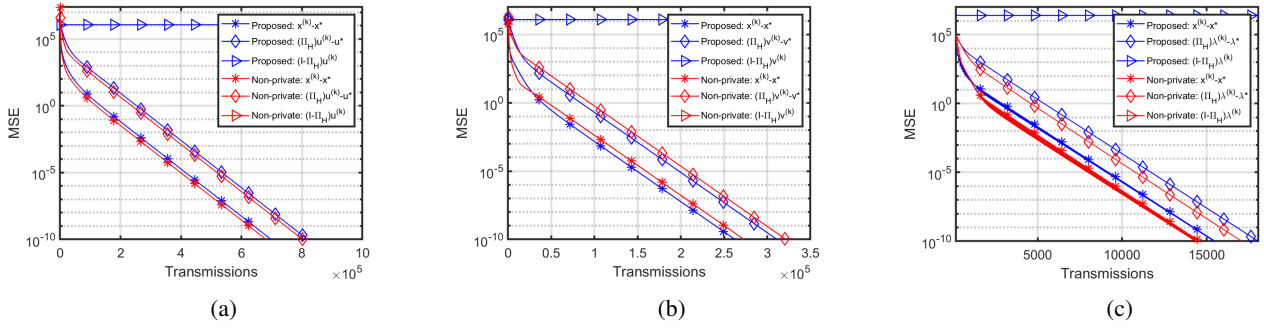 MSE
10^5
10^0
10^-5
10^-10
0
2
4
6
8
10
Transmissions
× 10^5
Proposed: x^(k)-x*
Proposed: (Π_H)u^(k)-u*
Proposed: (I-Π_H)u^(k)
Non-private: x^(k)-x*
Non-private: (Π_H)u^(k)-u*
Non-private: (I-Π_H)u^(k)
(a)
MSE
10^5
10^0
10^-5
10^-10
0
0.5
1
1.5
2
2.5
3
3.5
Transmissions
× 10^5
Proposed: x^(k)-x*
Proposed: (Π_H)v^(k)-v*
Proposed: (I-Π_H)v^(k)
Non-private: x^(k)-x*
Non-private: (Π_H)v^(k)-v*
Non-private: (I-Π_H)v^(k)
(b)
MSE
10^5
10^0
10^-5
10^-10
5000
10000
15000
Transmissions
Proposed: x^(k)-x*
Proposed: (Π_H)λ^(k)-λ*
Proposed: (I-Π_H)λ^(k)
Non-private: x^(k)-x*
Non-private: (Π_H)λ^(k)-λ*
Non-private: (I-Π_H)λ^(k)
(c)